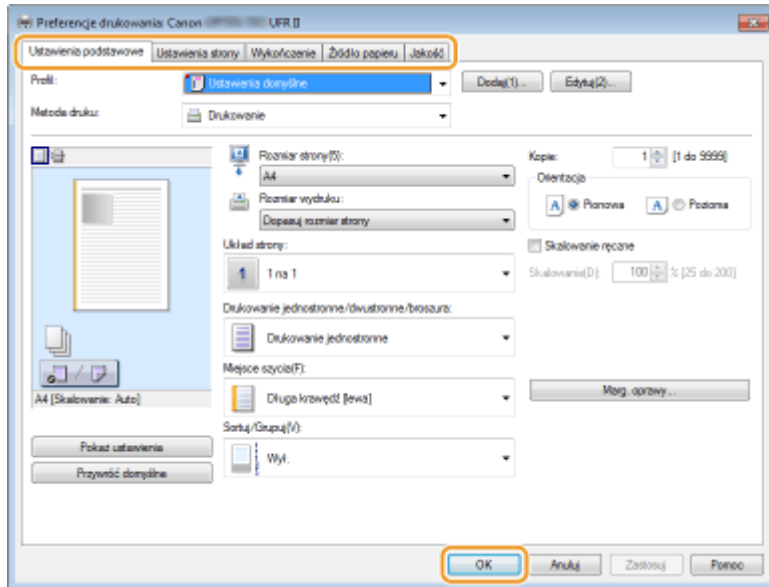 Preferencje drukowania: Canon UFR II
Ustawienia podstawowe Ustawienia strony Wykończenie Źródło papieru Jakość
Profil: Ustawienia domyślne Dodaj(1)... Edytuj(2)...
Metoda druku: Drukowanie
Rozmiar strony(5): Kopie: 1 [1 do 9999]
A4 Orientacja
Rozmiar wydruku: A Pionowa A Pozioma
Dopasuj rozmiar strony
Układ strony: Skalowanie ręczne
1 1 na 1 Skalowanie(D): 100 % [25 do 200]
Drukowanie jednostronne/dwustronne/broszura:
Drukowanie jednostronne
Miejsce szycia(F):
A4 [Skalowanie: Auto] Długa krawędź [lewa] Marg. oprawy...
Sortuj/Grupuj(V):
Pokaż ustawienia Wył.
Przywróć domyślne
OK Anuluj Zastosuj Pomoc